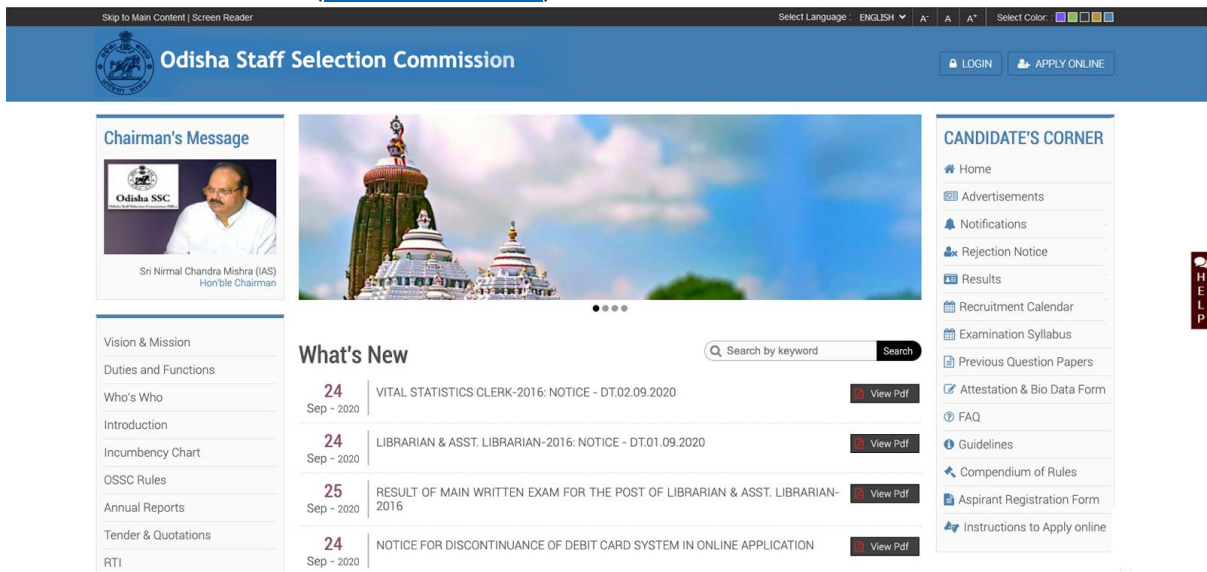 Skip to Main Content | Screen Reader
Select Language : ENGLISH
A-
A
A+
Select Color:
Odisha Staff Selection Commission
LOGIN
APPLY ONLINE
Chairman's Message
Odisha SSC
Sri Nirmal Chandra Mishra (IAS)
Hon'ble Chairman
Vision & Mission
Duties and Functions
Who's Who
Introduction
Incumbency Chart
OSSC Rules
Annual Reports
Tender & Quotations
RTI
What's New
Search by keyword
Search
24
Sep - 2020
VITAL STATISTICS CLERK-2016: NOTICE - DT.02.09.2020
View Pdf
24
Sep - 2020
LIBRARIAN & ASST. LIBRARIAN-2016: NOTICE - DT.01.09.2020
View Pdf
25
Sep - 2020
RESULT OF MAIN WRITTEN EXAM FOR THE POST OF LIBRARIAN & ASST. LIBRARIAN-
2016
View Pdf
24
Sep - 2020
NOTICE FOR DISCONTINUANCE OF DEBIT CARD SYSTEM IN ONLINE APPLICATION
View Pdf
CANDIDATE'S CORNER
Home
Advertisements
Notifications
Rejection Notice
Results
Recruitment Calendar
Examination Syllabus
Previous Question Papers
Attestation & Bio Data Form
FAQ
Guidelines
Compendium of Rules
Aspirant Registration Form
Instructions to Apply online
HELP